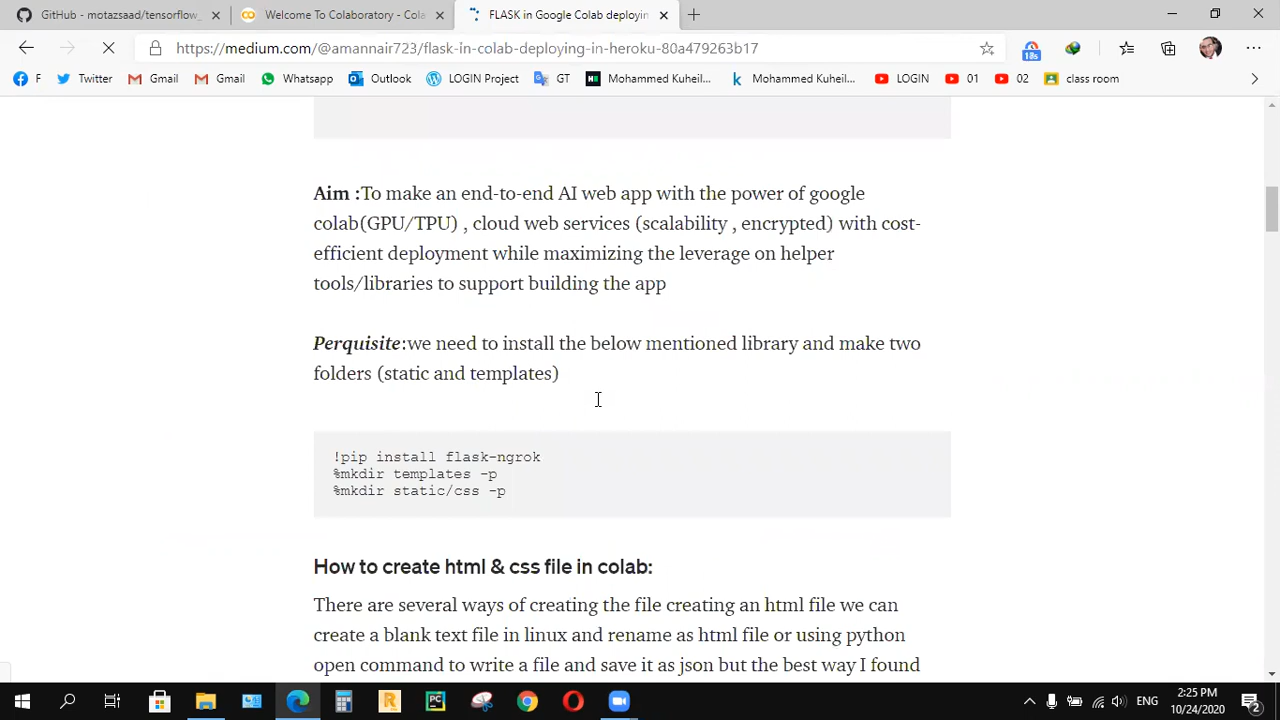 GitHub - motazsaad/tensorflow_
Welcome To Colaboratory - Cola
FLASK in Google Colab deployin
https://medium.com/@amannair723/flask-in-colab-deploying-in-heroku-80a479263b17
18s
F
Twitter
Gmail
Gmail
Whatsapp
Outlook
LOGIN Project
GT
Mohammed Kuheil...
Mohammed Kuheil...
LOGIN
01
02
class room
Aim :To make an end-to-end AI web app with the power of google
colab(GPU/TPU) , cloud web services (scalability , encrypted) with cost-
efficient deployment while maximizing the leverage on helper
tools/libraries to support building the app
Perquisite:we need to install the below mentioned library and make two
folders (static and templates)
!pip install flask-ngrok
%mkdir templates -p
%mkdir static/css -p
How to create html & css file in colab:
There are several ways of creating the file creating an html file we can
create a blank text file in linux and rename as html file or using python
open command to write a file and save it as json but the best way I found
ENG
2:25 PM
10/24/2020
2